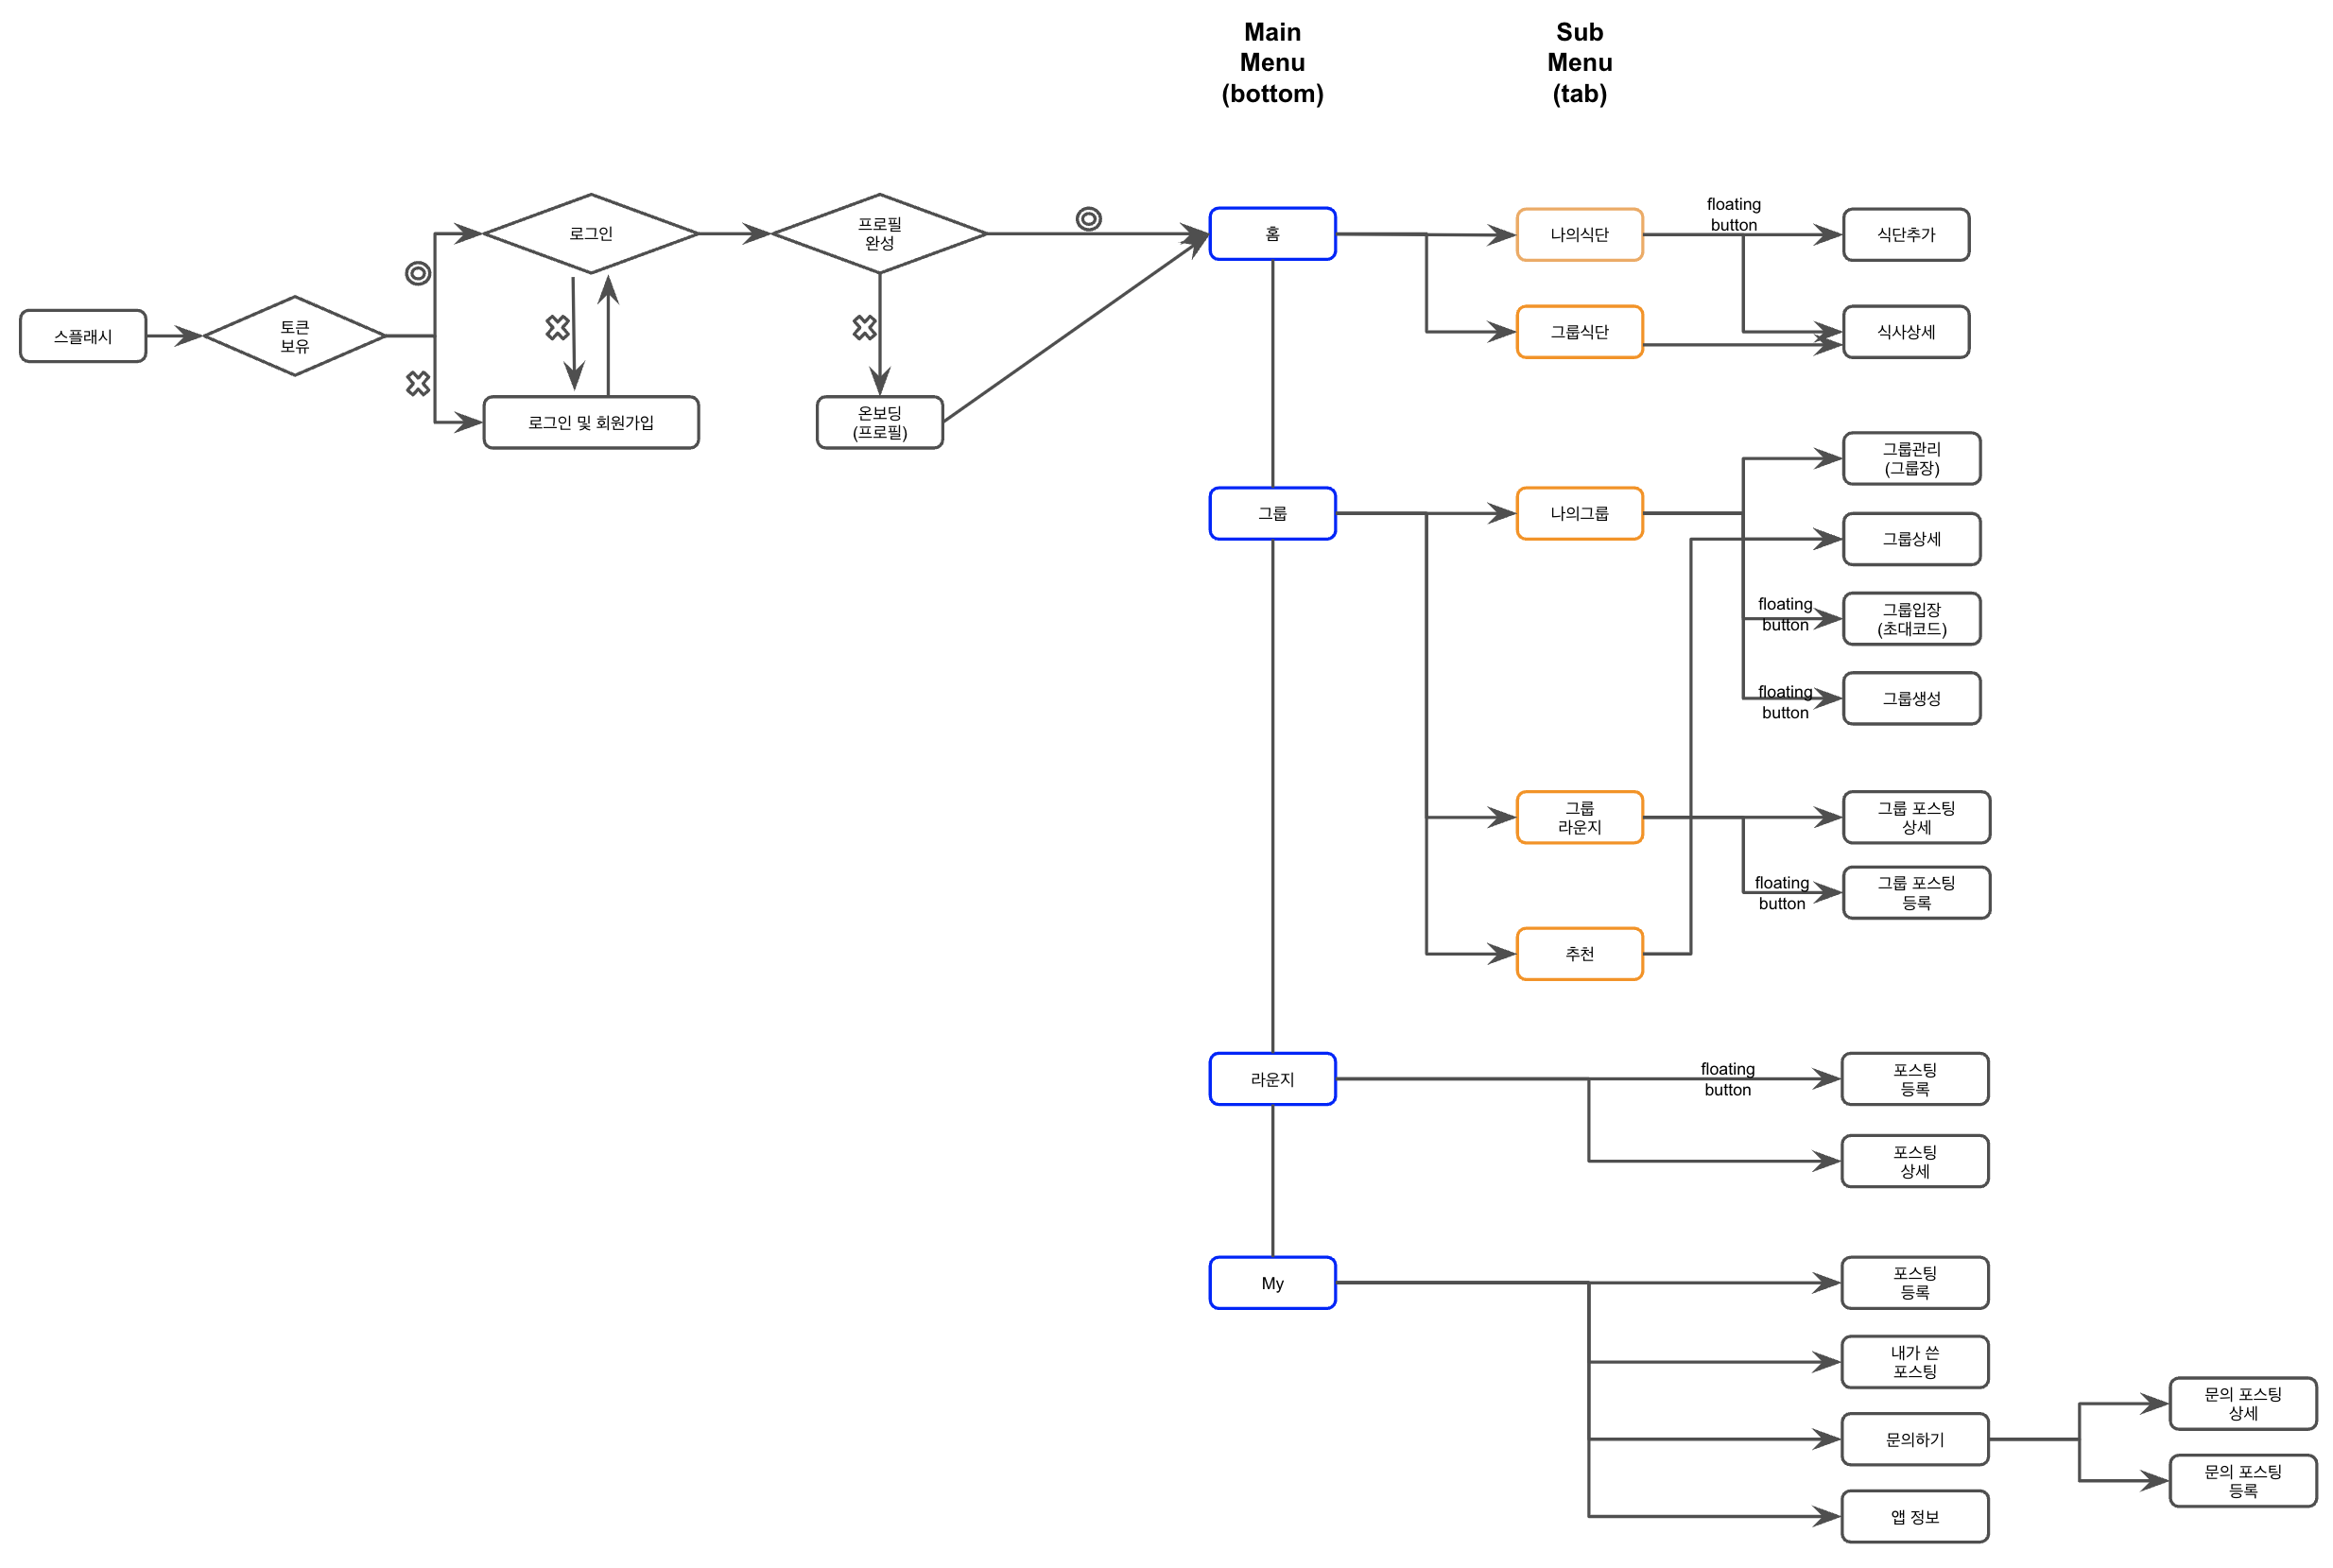 Main
Menu
(bottom)
Sub
Menu
(tab)
스플래시
토큰
보유
로그인
로그인 및 회원가입
프로필
완성
온보딩
(프로필)
홈
나의식단
floating
button
식단추가
그룹식단
식사상세
그룹
나의그룹
그룹관리
(그룹장)
그룹상세
floating
button
그룹입장
(초대코드)
floating
button
그룹생성
그룹
라운지
그룹 포스팅
상세
floating
button
그룹 포스팅
등록
추천
라운지
floating
button
포스팅
등록
포스팅
상세
My
포스팅
등록
내가 쓴
포스팅
문의하기
문의 포스팅
상세
문의 포스팅
등록
앱 정보